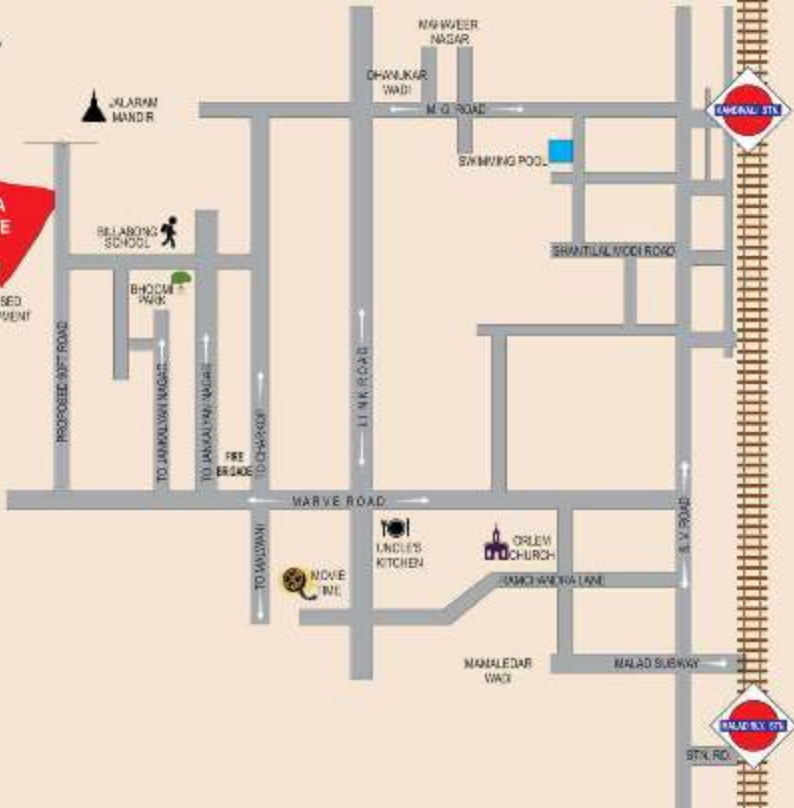 MAHAVEER
NAGAR
DHANUKAR
WADI
M. G. ROAD
KANDIVALI STN.
JALARAM
MANDIR
SWIMMING POOL
A
E
BILLABONG
SCHOOL
SHANTILAL MODI ROAD
BHOOMI
PARK
SED
PMENT
PROPOSED 90FT ROAD
TO JANKALYAN NAGAR
TO JANKALYAN NAGAR
TO CHARKOP
LINK ROAD
FIRE
BRIGADE
MARVE ROAD
S. V. ROAD
TO MALWANI
UNCLE'S
KITCHEN
ORLEM
CHURCH
MOVIE
TIME
RAMCHANDRA LANE
MAMALEDAR
WADI
MALAD SUBWAY
MALAD RLY. STN.
STN. RD.